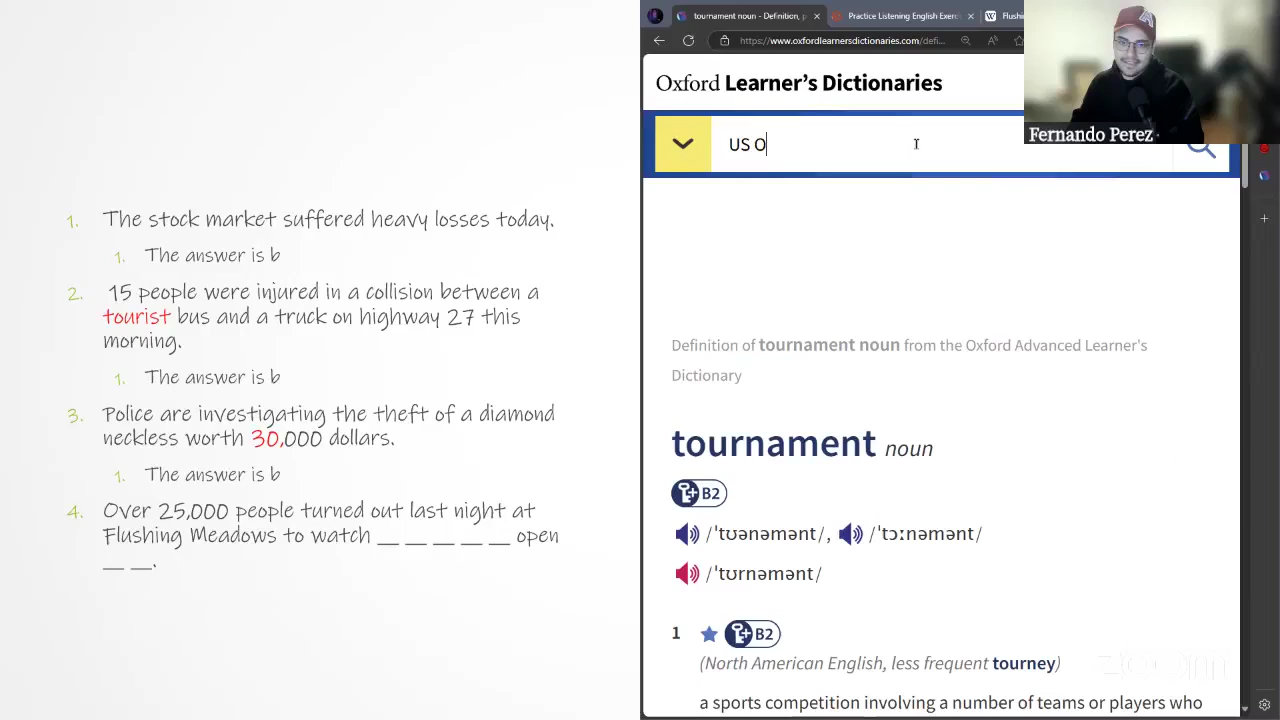 1. The stock market suffered heavy losses today.
1. The answer is b
2. 15 people were injured in a collision between a
tourist bus and a truck on highway 27 this
morning.
1. The answer is b
3. Police are investigating the theft of a diamond
neckless worth 30,000 dollars.
1. The answer is b
4. Over 25,000 people turned out last night at
Flushing Meadows to watch __ __ __ __ __ open
__ __.
tournament noun - Definition, p
Practice Listening English Exerci
Flushi
https://www.oxfordlearnersdictionaries.com/defi...
Oxford Learner's Dictionaries
US O
Fernando Perez
Definition of tournament noun from the Oxford Advanced Learner's
Dictionary
tournament noun
B2
/ˈtʊənəmənt/, /ˈtɔːnəmənt/
/ˈtʊrnəmənt/
1 B2
(North American English, less frequent tourney)
a sports competition involving a number of teams or players who